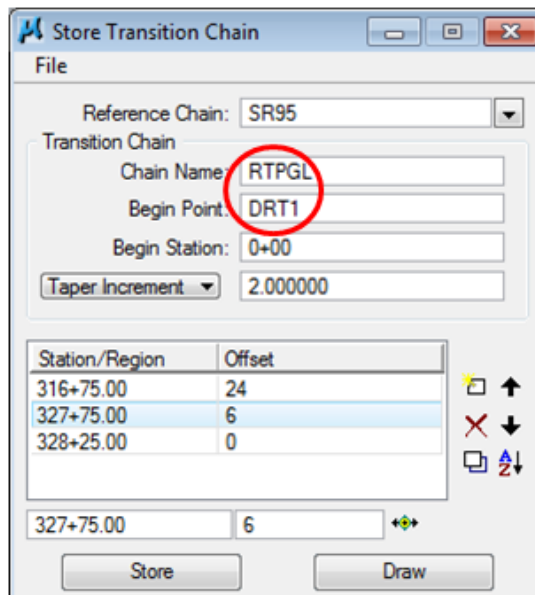 Store Transition Chain
File
Reference Chain: SR95
Transition Chain
Chain Name: RTPGL
Begin Point: DRT1
Begin Station: 0+00
Taper Increment 2.000000
Station/Region Offset
316+75.00 24
327+75.00 6
328+25.00 0
327+75.00 6
Store Draw